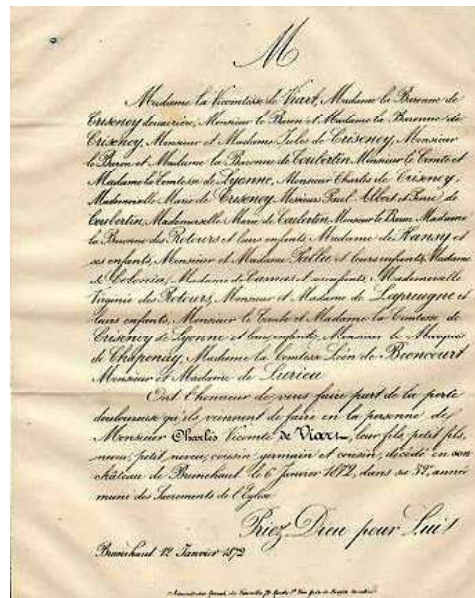 M
Madame la Vicomtesse de Viart, Madame la Baronne de
Crisenoy douairière, Monsieur le Baron et Madame la Baronne de
Crisenoy, Monsieur et Madame Jules de Crisenoy, Monsieur
le Baron et Madame la Baronne de Coubertin Monsieur le Comte et
Madame la Comtesse de Lyonne, Monsieur Charles de Crisenoy,
Mademoiselle Marie de Crisenoy, Messieurs Paul Albert et Pierre de
Coubertin, Mademoiselle Marie de Coubertin, Monsieur le Baron Madame
la Baronne des Rotours et leurs enfants, Madame de Hansy et
ses enfants, Monsieur et Madame et leurs enfants, Madame
de Colonia, Madame de Carnas et ses enfants, Mademoiselle
Virginie des Rotours, Monsieur et Madame de Lapeugne et
leurs enfants, Monsieur le Comte et Madame la Comtesse de
Crisenoy de Lyonne et leurs enfants, Monsieur le Marquis
de Chaponay, Madame la Comtesse Léon de
Monsieur et Madame de Lurieu
Ont l'honneur de vous faire part de la perte
douloureuse qu'ils viennent de faire en la personne de
Monsieur Charles Vicomte de Viart, leur fils, petit fils,
neveu, petit neveu, cousin germain et cousin, décédé en son
château de Brunehaut le 6 Janvier 1872, dans sa 32e année
muni des Sacrements de l'Eglise
Priez Dieu pour Lui!
Brunehaut 12 Janvier 1872